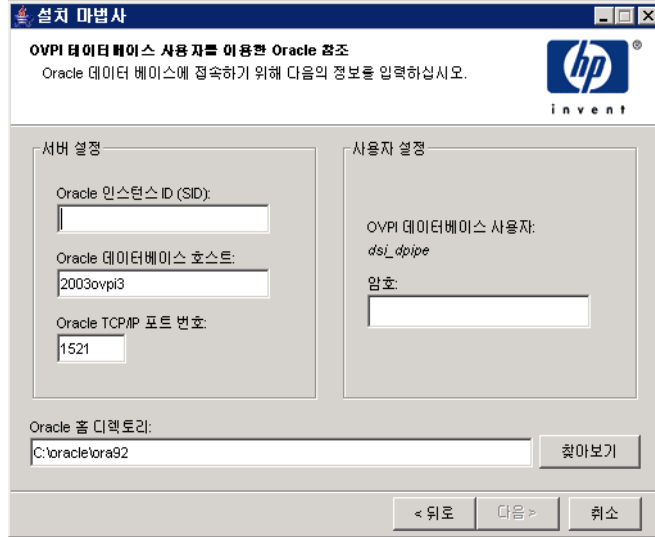 설치 마법사
OVPI 데이터베이스 사용자를 이용한 Oracle 참조
Oracle 데이터 베이스에 접속하기 위해 다음의 정보를 입력하십시오.
hp
®
invent
서버 설정
Oracle 인스턴스 ID (SID):
Oracle 데이터베이스 호스트:
2003ovpi3
Oracle TCP/IP 포트 번호:
1521
사용자 설정
OVPI 데이터베이스 사용자:
dsi_dpipe
암호:
Oracle 홈 디렉토리:
C:\oracle\ora92
찾아보기
< 뒤로
다음 >
취소